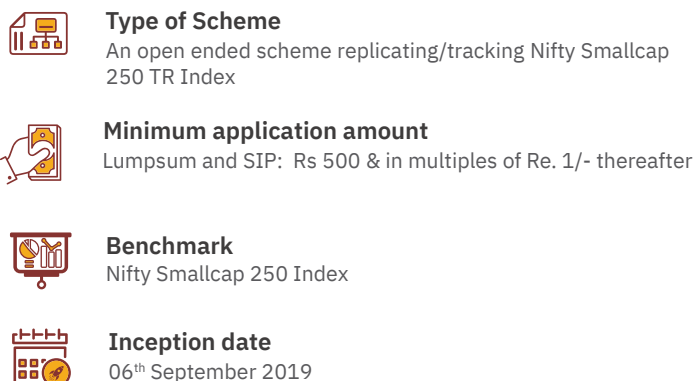 Type of Scheme
An open ended scheme replicating/tracking Nifty Smallcap
250 TR Index
Minimum application amount
Lumpsum and SIP: Rs 500 & in multiples of Re. 1/- thereafter
Benchmark
Nifty Smallcap 250 Index
Inception date
06th September 2019